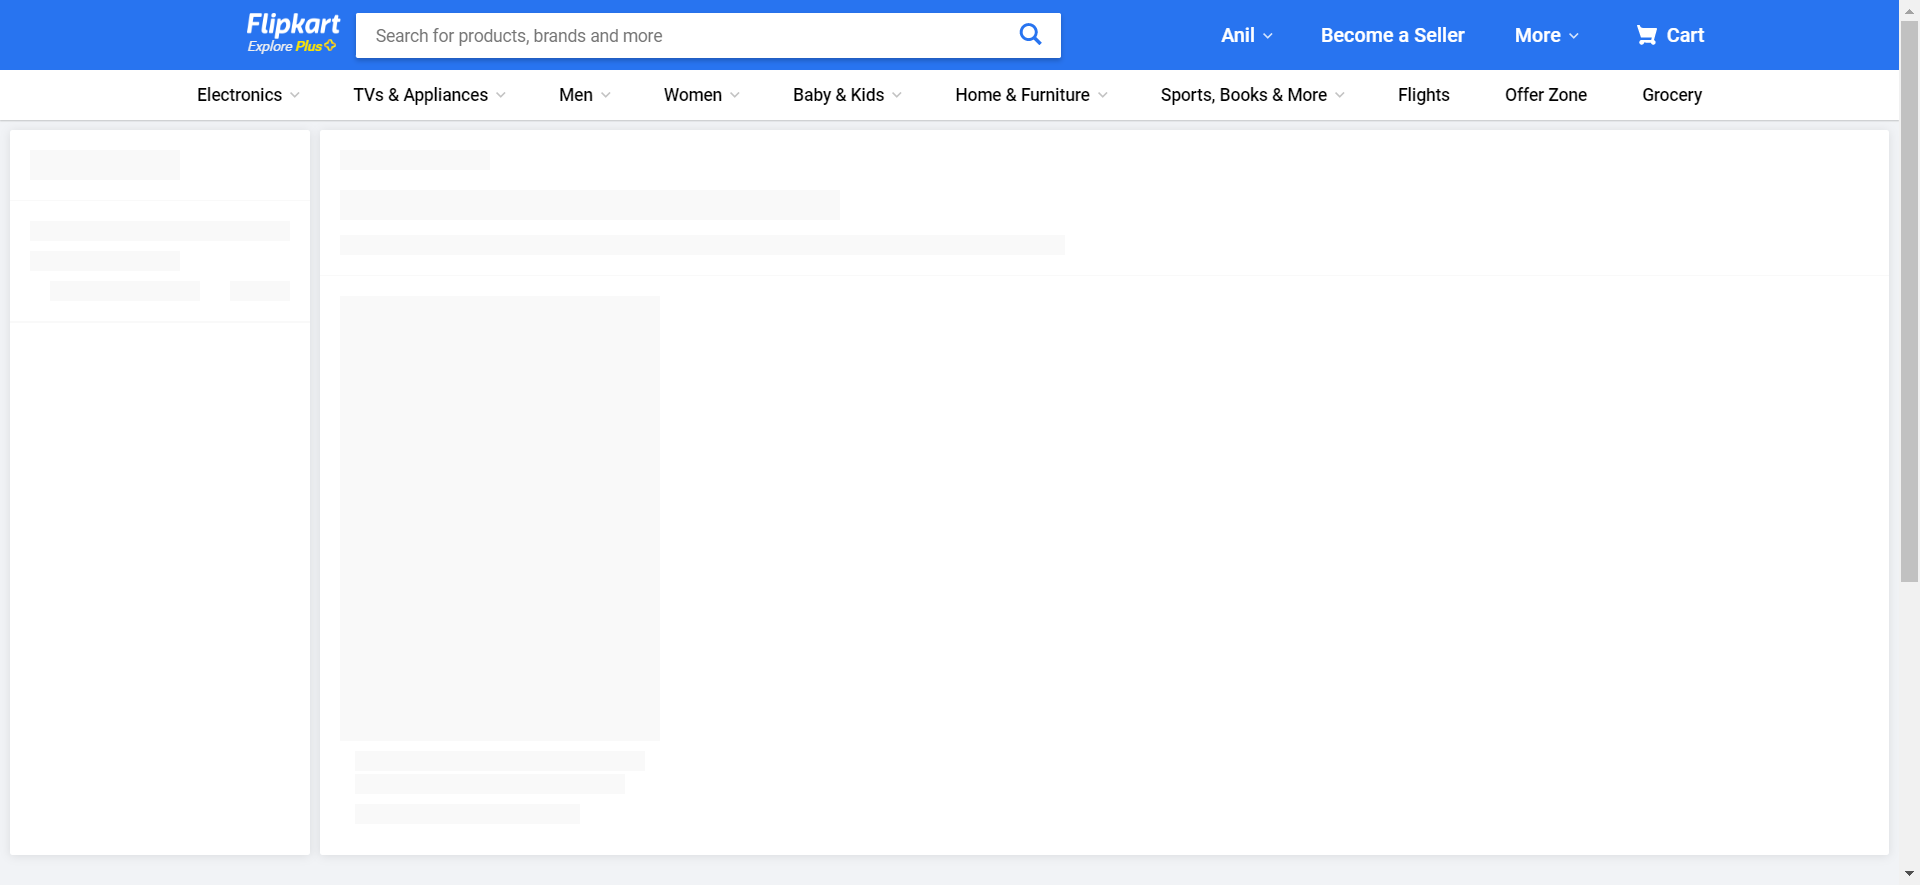 Flipkart
Explore Plus
Search for products, brands and more
Anil
Become a Seller
More
Cart
Electronics
TVs & Appliances
Men
Women
Baby & Kids
Home & Furniture
Sports, Books & More
Flights
Offer Zone
Grocery